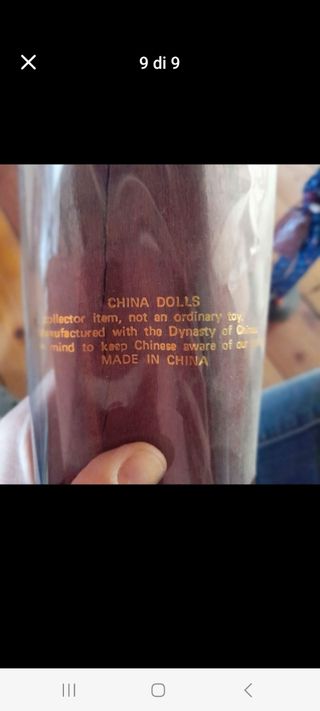 9 di 9
CHINA DOLLS
collector item, not an ordinary toy.
manufactured with the Dynasty of
mind to keep Chinese aware of our
MADE IN CHINA